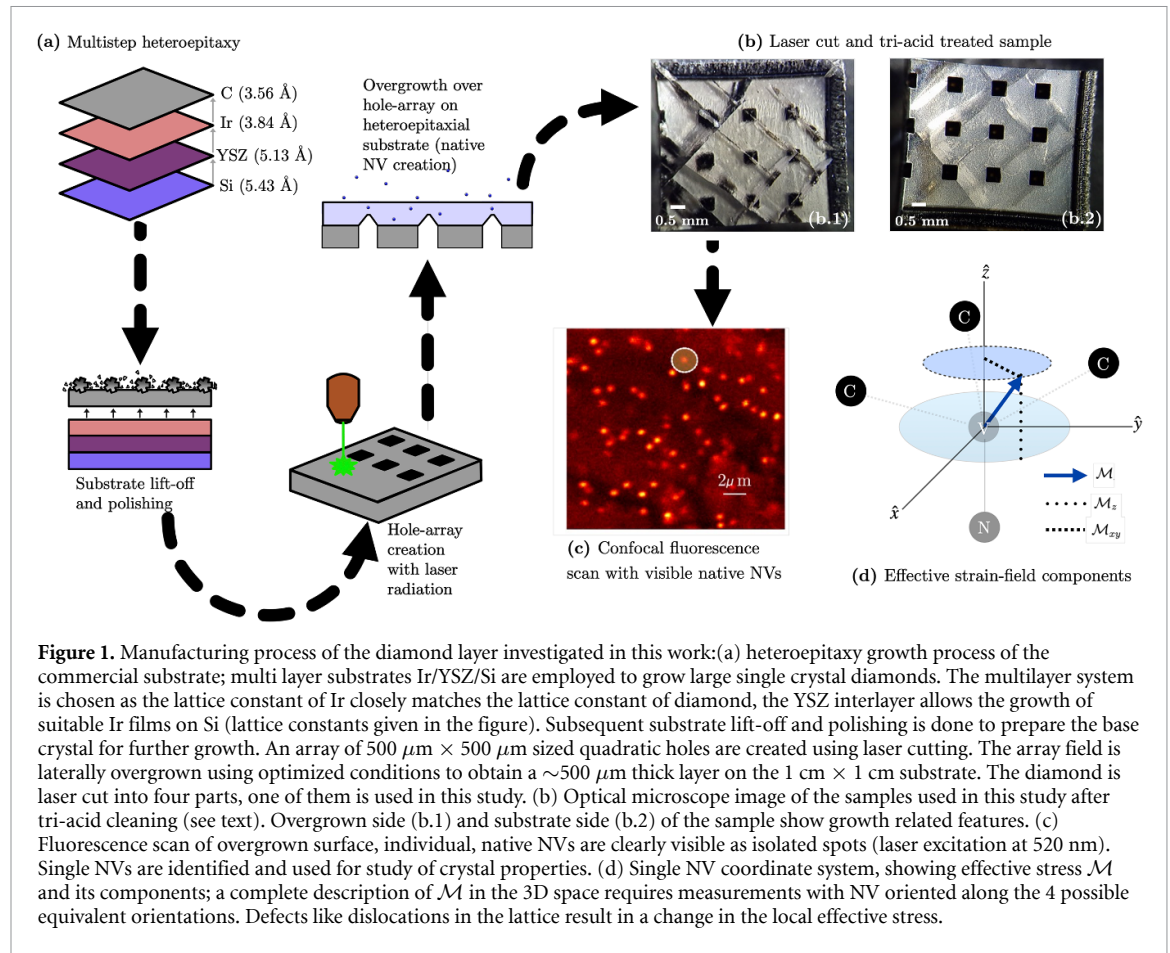 (a) Multistep heteroepitaxy
C (3.56 Å)
Ir (3.84 Å)
YSZ (5.13 Å)
Si (5.43 Å)
Overgrowth over
hole-array on
heteroepitaxial
substrate (native
NV creation)
(b) Laser cut and tri-acid treated sample
0.5 mm
(b.1)
0.5 mm
(b.2)
Substrate lift-off
and polishing
Hole-array
creation
with laser
radiation
2μ m
(c) Confocal fluorescence
scan with visible native NVs
ẑ
C
C
C
V
ŷ
x̂
N
ℳ
ℳz
ℳxy
(d) Effective strain-field components
Figure 1. Manufacturing process of the diamond layer investigated in this work:(a) heteroepitaxy growth process of the
commercial substrate; multi layer substrates Ir/YSZ/Si are employed to grow large single crystal diamonds. The multilayer system
is chosen as the lattice constant of Ir closely matches the lattice constant of diamond, the YSZ interlayer allows the growth of
suitable Ir films on Si (lattice constants given in the figure). Subsequent substrate lift-off and polishing is done to prepare the base
crystal for further growth. An array of 500 μm × 500 μm sized quadratic holes are created using laser cutting. The array field is
laterally overgrown using optimized conditions to obtain a ∼500 μm thick layer on the 1 cm × 1 cm substrate. The diamond is
laser cut into four parts, one of them is used in this study. (b) Optical microscope image of the samples used in this study after
tri-acid cleaning (see text). Overgrown side (b.1) and substrate side (b.2) of the sample show growth related features. (c)
Fluorescence scan of overgrown surface, individual, native NVs are clearly visible as isolated spots (laser excitation at 520 nm).
Single NVs are identified and used for study of crystal properties. (d) Single NV coordinate system, showing effective stress ℳ
and its components; a complete description of ℳ in the 3D space requires measurements with NV oriented along the 4 possible
equivalent orientations. Defects like dislocations in the lattice result in a change in the local effective stress.